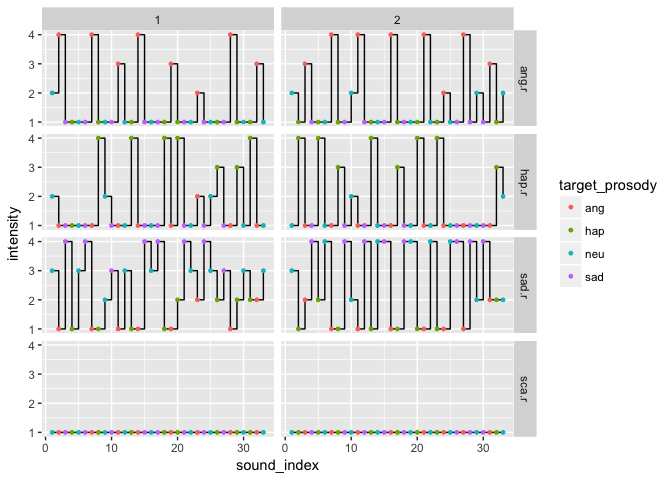 1 2
4
3
2
1
ang.r
4
3
2
1
hap.r
4
3
2
1
sad.r
4
3
2
1
sca.r
0 10 20 30 0 10 20 30
sound_index
intensity
target_prosody
ang
hap
neu
sad